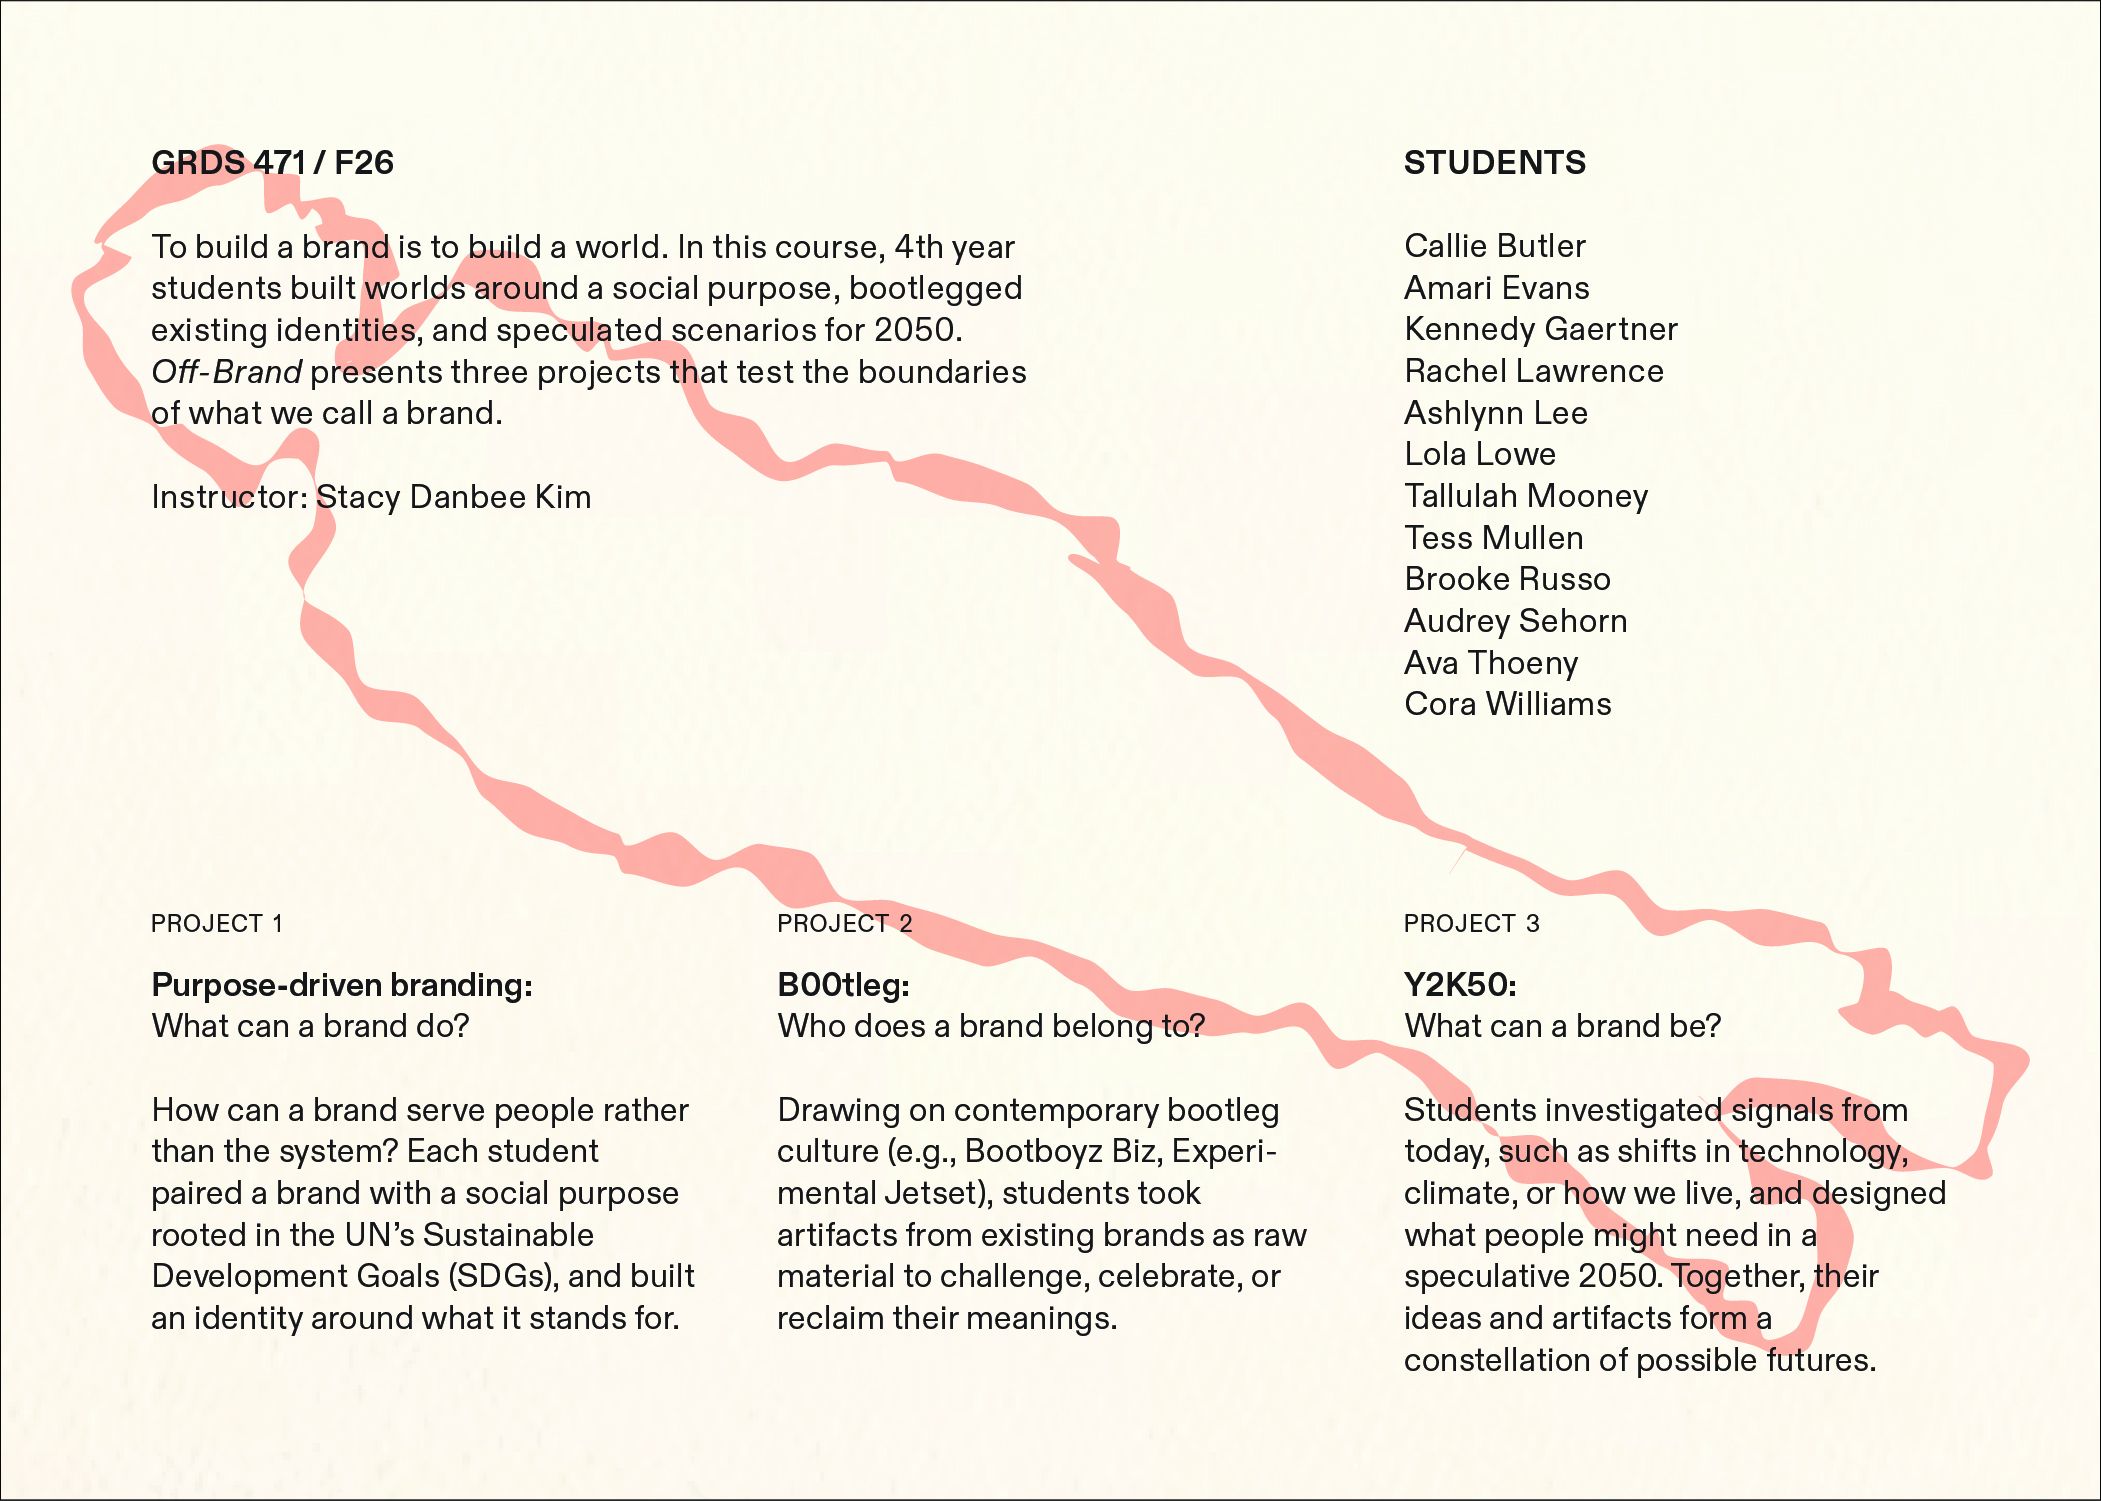 GRDS 471 / F26
To build a brand is to build a world. In this course, 4th year
students built worlds around a social purpose, bootlegged
existing identities, and speculated scenarios for 2050.
Off-Brand presents three projects that test the boundaries
of what we call a brand.
Instructor: Stacy Danbee Kim
STUDENTS
Callie Butler
Amari Evans
Kennedy Gaertner
Rachel Lawrence
Ashlynn Lee
Lola Lowe
Tallulah Mooney
Tess Mullen
Brooke Russo
Audrey Sehorn
Ava Thoeny
Cora Williams
PROJECT 1
Purpose-driven branding:
What can a brand do?
How can a brand serve people rather
than the system? Each student
paired a brand with a social purpose
rooted in the UN’s Sustainable
Development Goals (SDGs), and built
an identity around what it stands for.
PROJECT 2
B00tleg:
Who does a brand belong to?
Drawing on contemporary bootleg
culture (e.g., Bootboyz Biz, Experi-
mental Jetset), students took
artifacts from existing brands as raw
material to challenge, celebrate, or
reclaim their meanings.
PROJECT 3
Y2K50:
What can a brand be?
Students investigated signals from
today, such as shifts in technology,
climate, or how we live, and designed
what people might need in a
speculative 2050. Together, their
ideas and artifacts form a
constellation of possible futures.